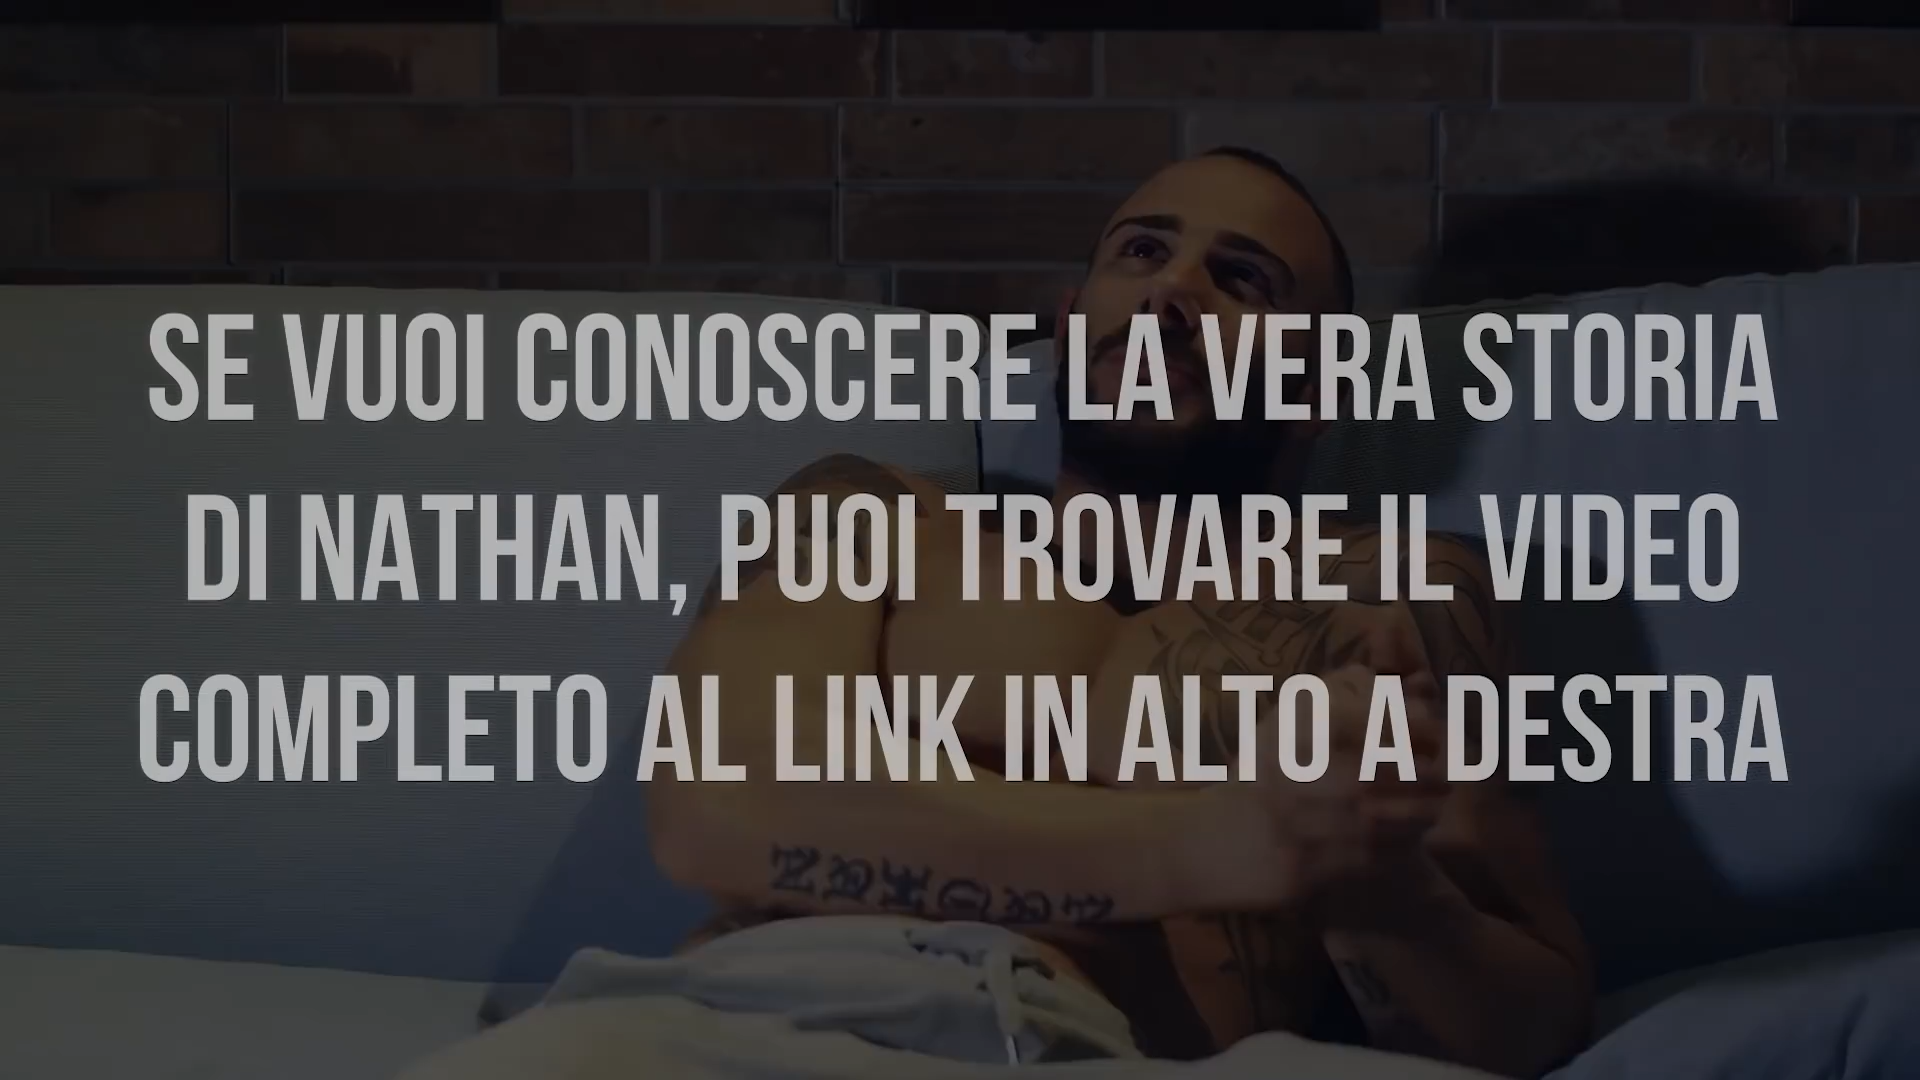 SE VUOI CONOSCERE LA VERA STORIA
DI NATHAN, PUOI TROVARE IL VIDEO
COMPLETO AL LINK IN ALTO A DESTRA